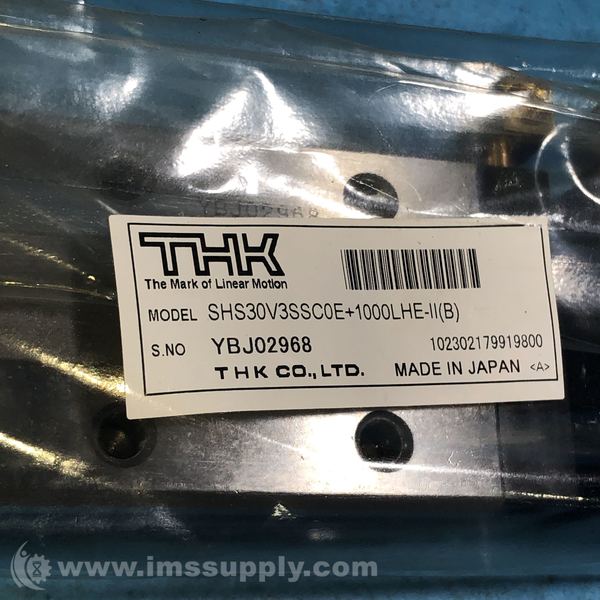 YBJ02968
THK
The Mark of Linear Motion
MODEL SHS30V3SSC0E+1000LHE-II(B)
S.NO YBJ02968 102302179919800
THK CO., LTD. MADE IN JAPAN <A>
www.imssupply.com